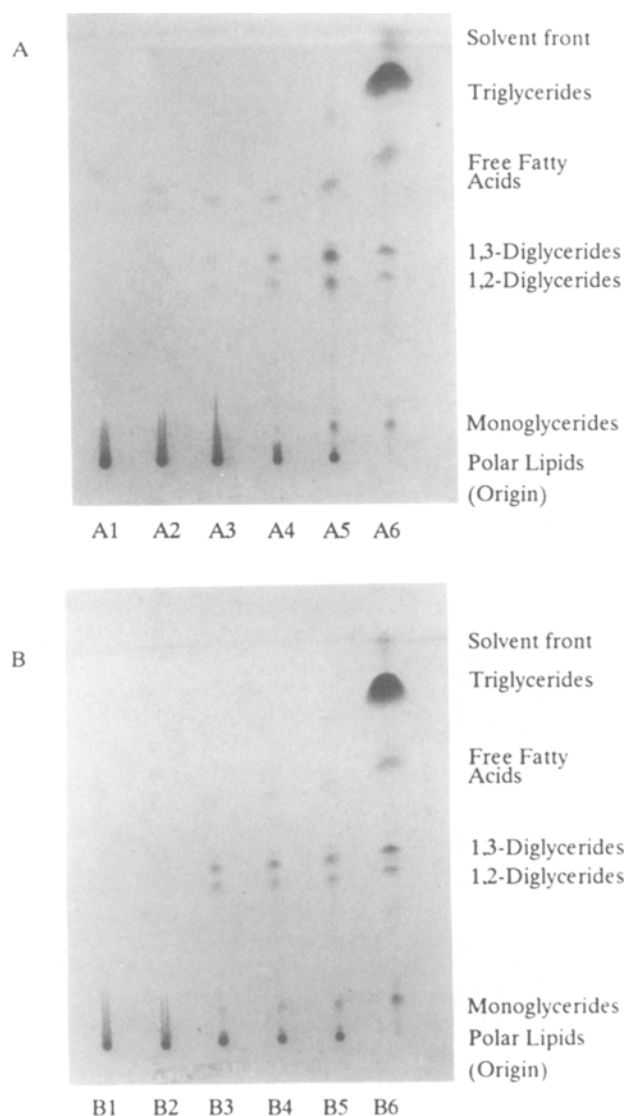 A
Solvent front
Triglycerides
Free Fatty
Acids
1,3-Diglycerides
1,2-Diglycerides
Monoglycerides
Polar Lipids
(Origin)
A1 A2 A3 A4 A5 A6
B
Solvent front
Triglycerides
Free Fatty
Acids
1,3-Diglycerides
1,2-Diglycerides
Monoglycerides
Polar Lipids
(Origin)
B1 B2 B3 B4 B5 B6